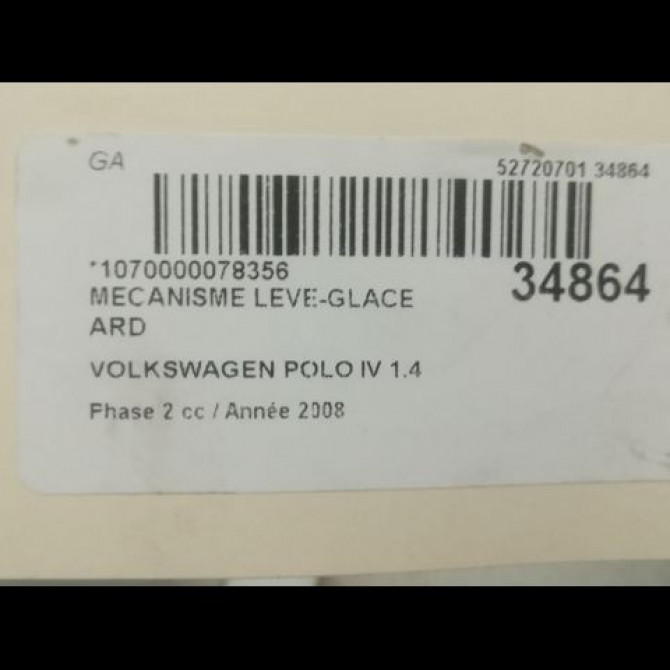 GA
52720701 34864
*1070000078356
34864
MECANISME LEVE-GLACE
ARD
VOLKSWAGEN POLO IV 1.4
Phase 2 cc / Année 2008